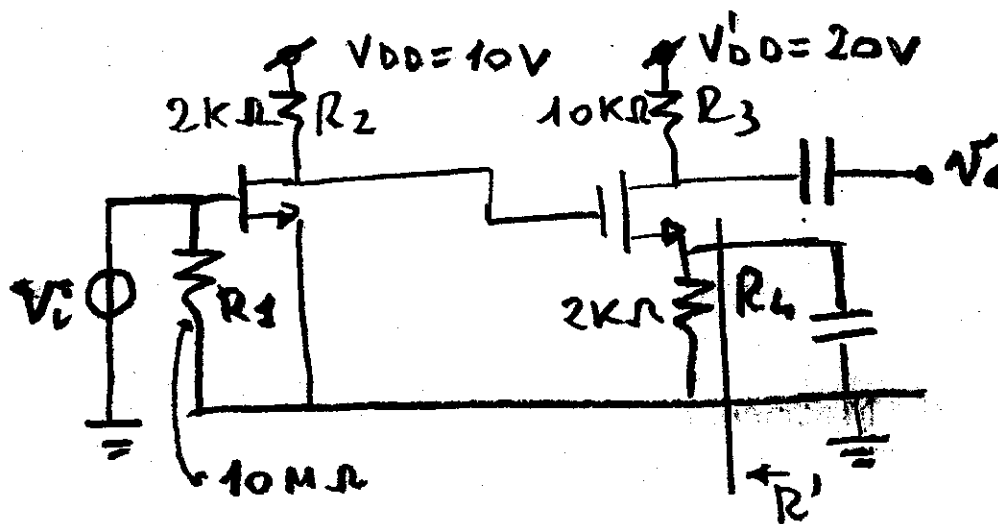 VDD=10V
V'DD=20V
2KΩ R2
10KΩ R3
Vi
R1
2KΩ R4
10MΩ
R'